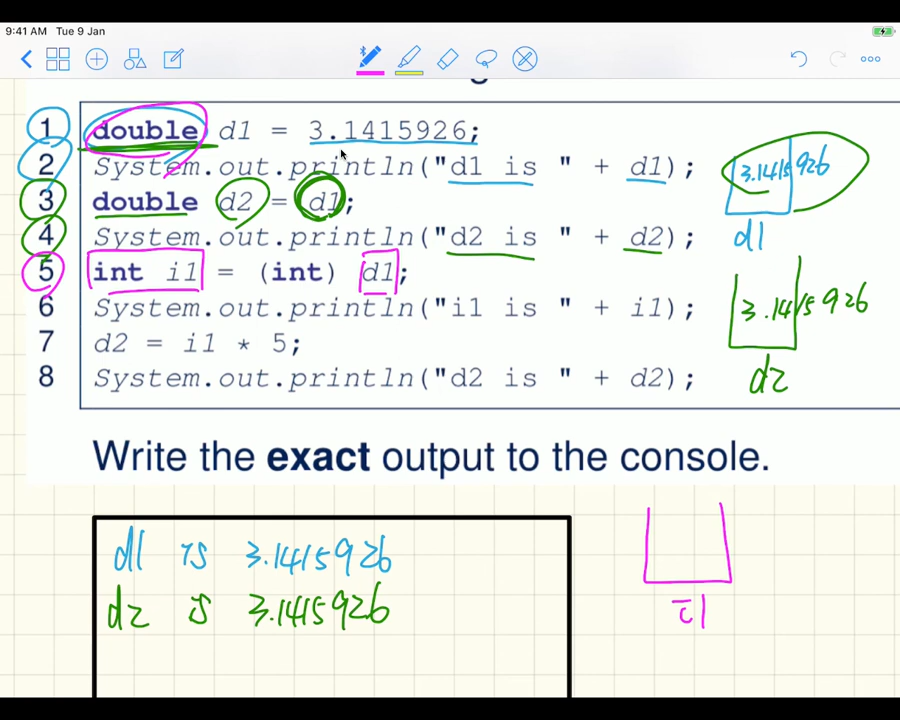 9:41 AM Tue 9 Jan
1 double d1 = 3.1415926;
2 System.out.println("d1 is " + d1);
3 double d2 = d1;
4 System.out.println("d2 is " + d2);
5 int i1 = (int) d1;
6 System.out.println("i1 is " + i1);
7 d2 = i1 * 5;
8 System.out.println("d2 is " + d2);
3.1415926
d1
3.1415926
d2
Write the exact output to the console.
d1 is 3.1415926
d2 is 3.1415926
i1